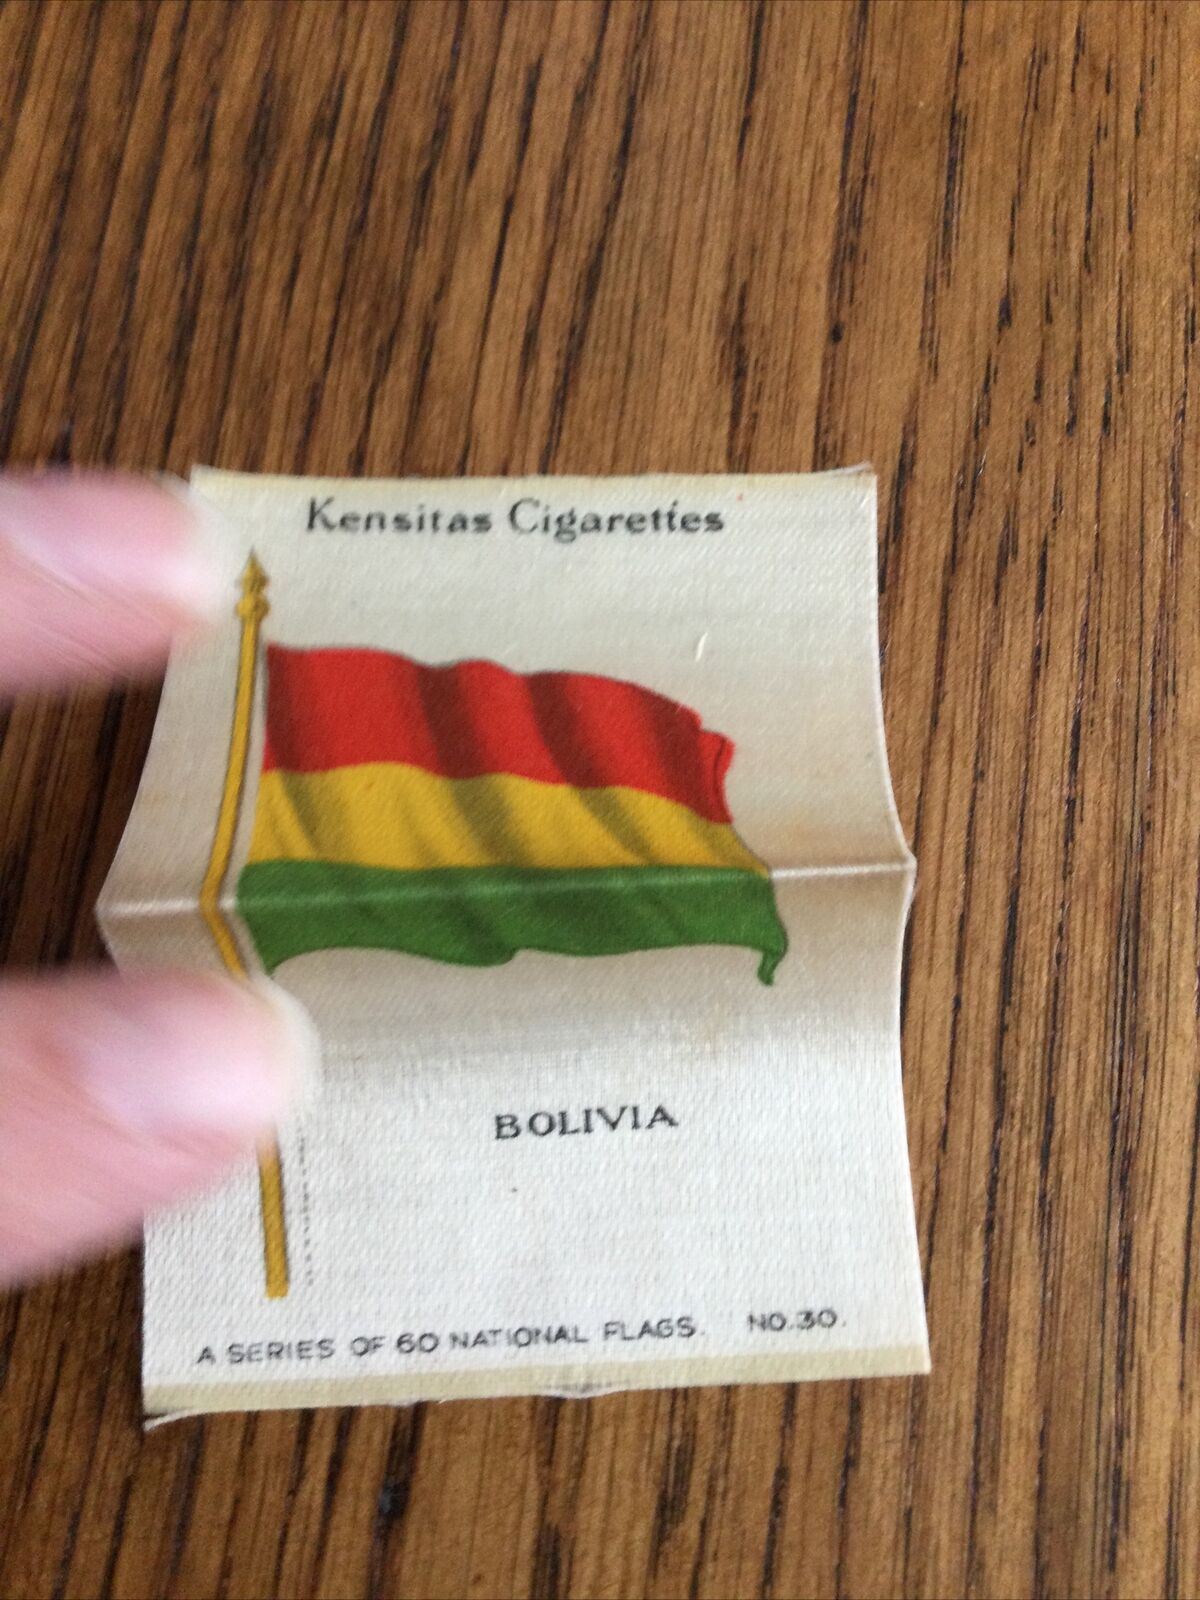 Kensitas Cigarettes
BOLIVIA
A SERIES OF 60 NATIONAL FLAGS. NO.30.